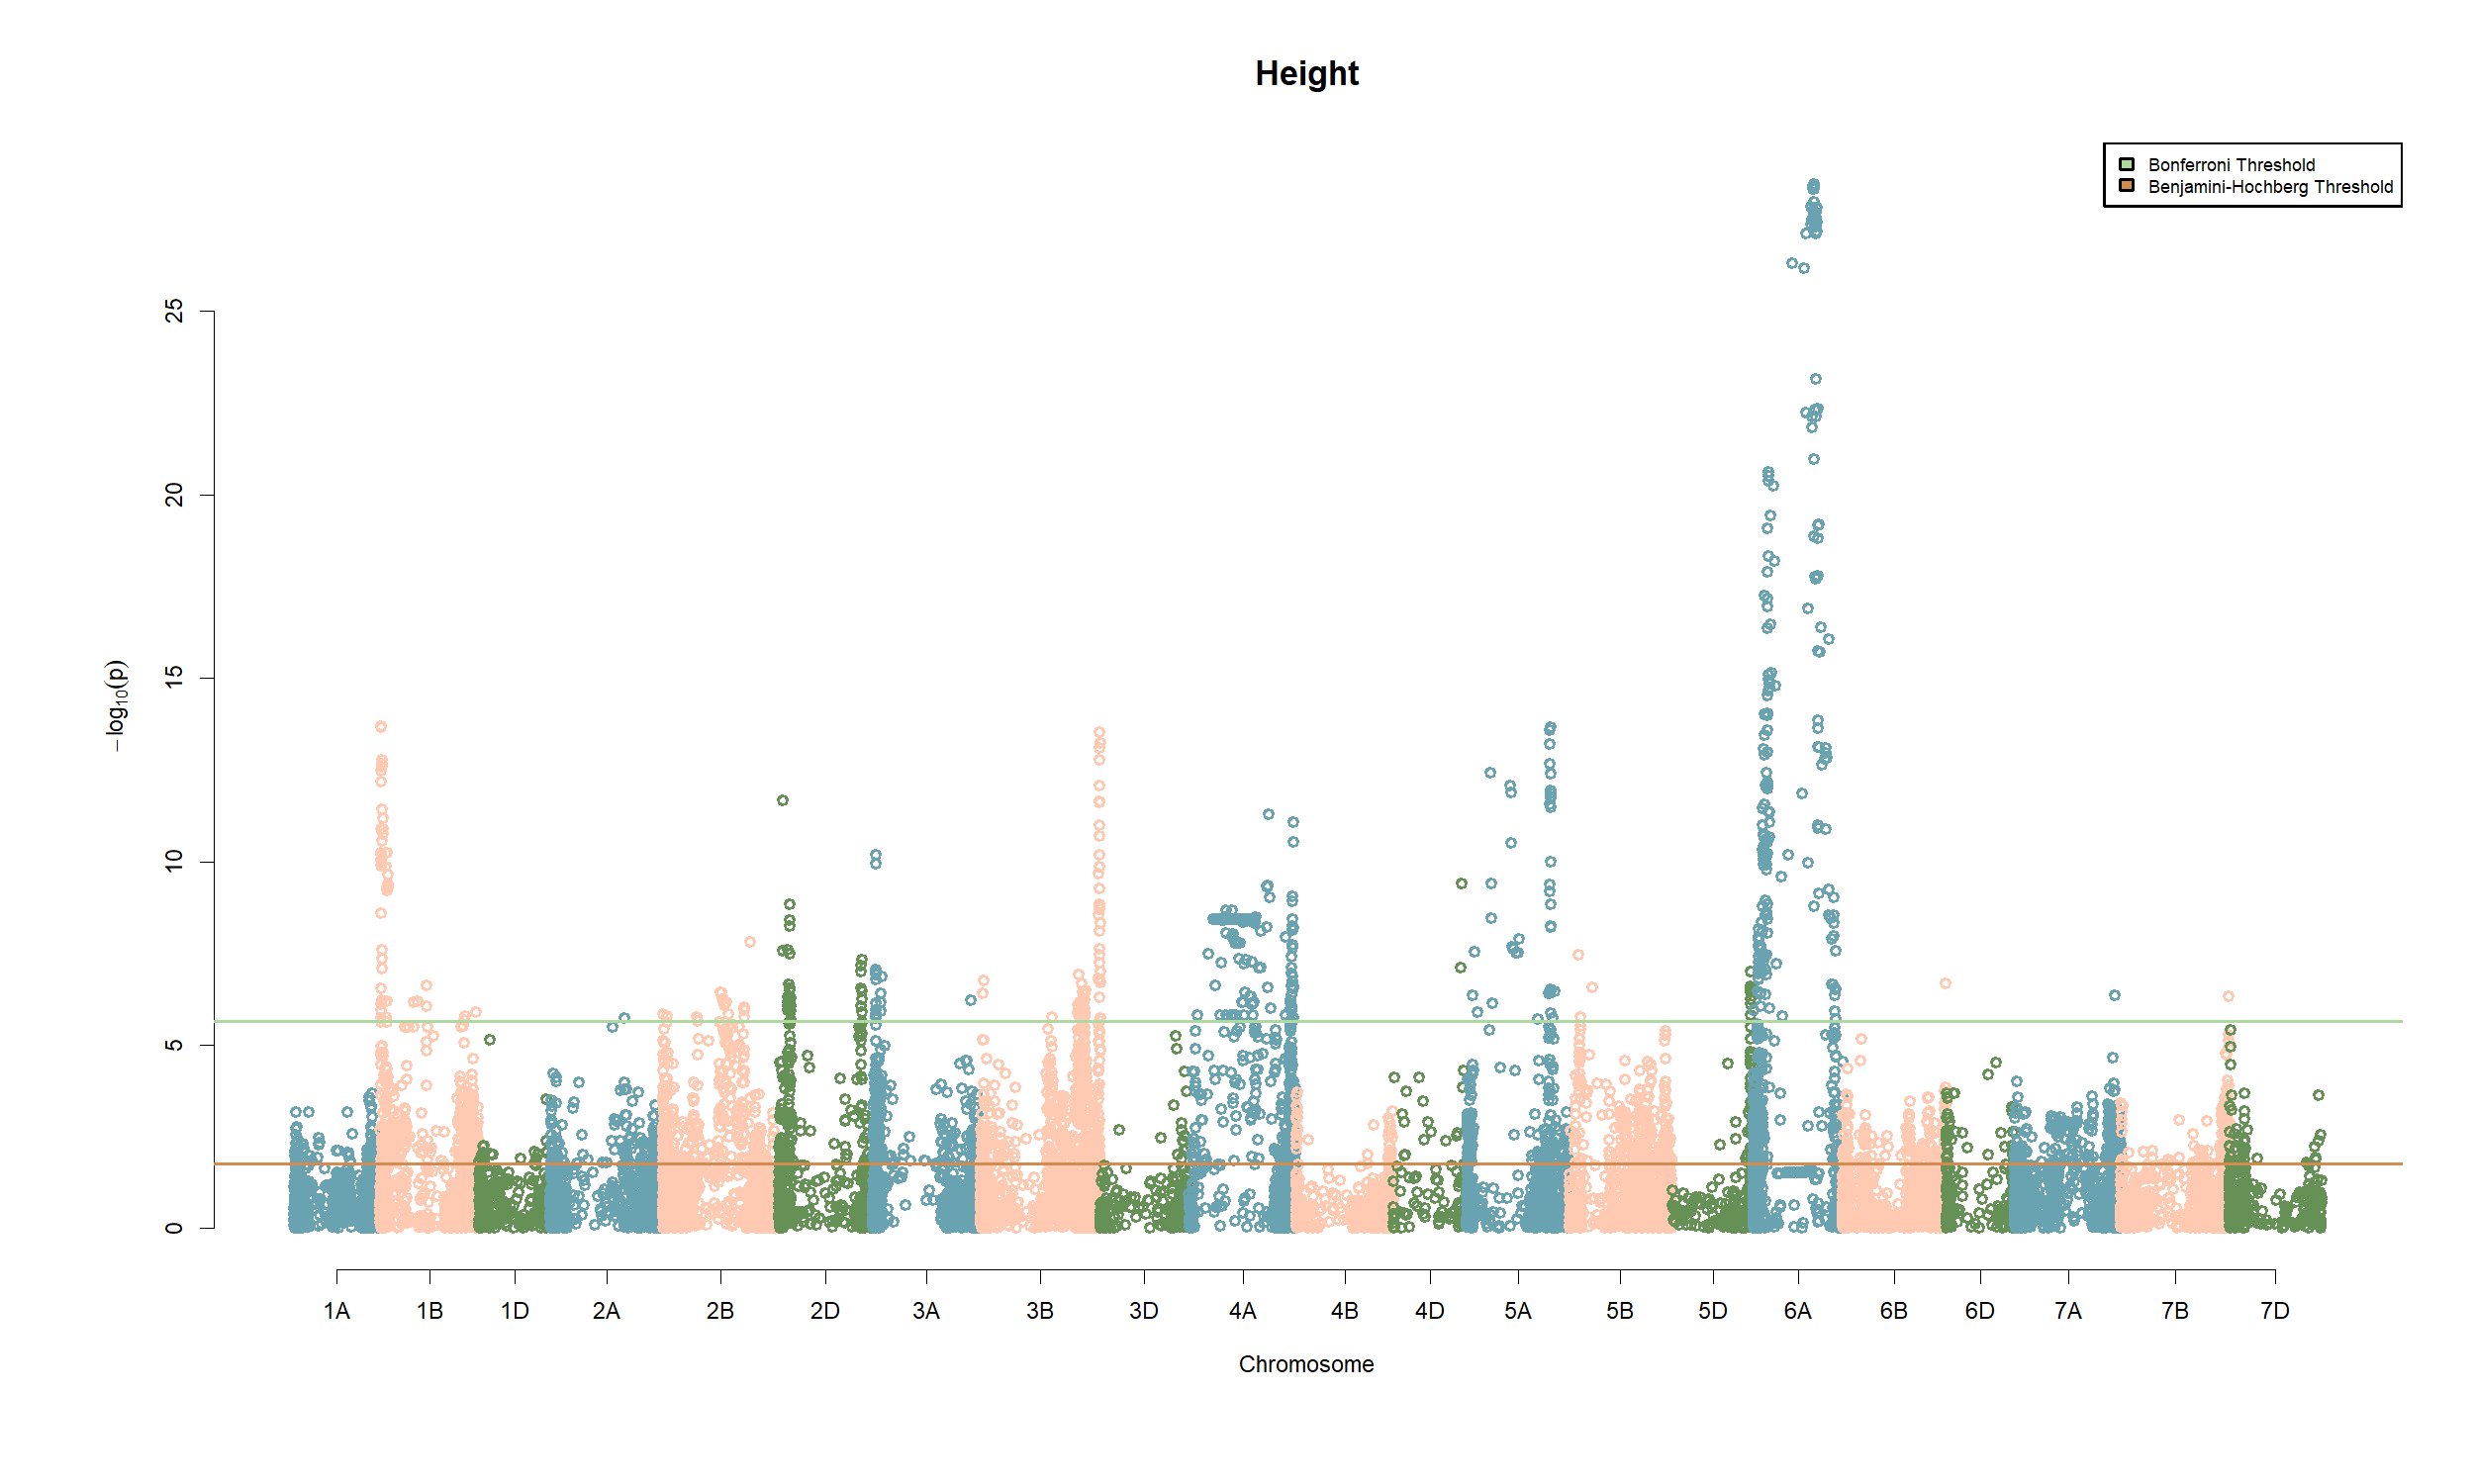 Height
Bonferroni Threshold
Benjamini-Hochberg Threshold
−log10(p)
25
20
15
10
5
0
1A 1B 1D 2A 2B 2D 3A 3B 3D 4A 4B 4D 5A 5B 5D 6A 6B 6D 7A 7B 7D
Chromosome